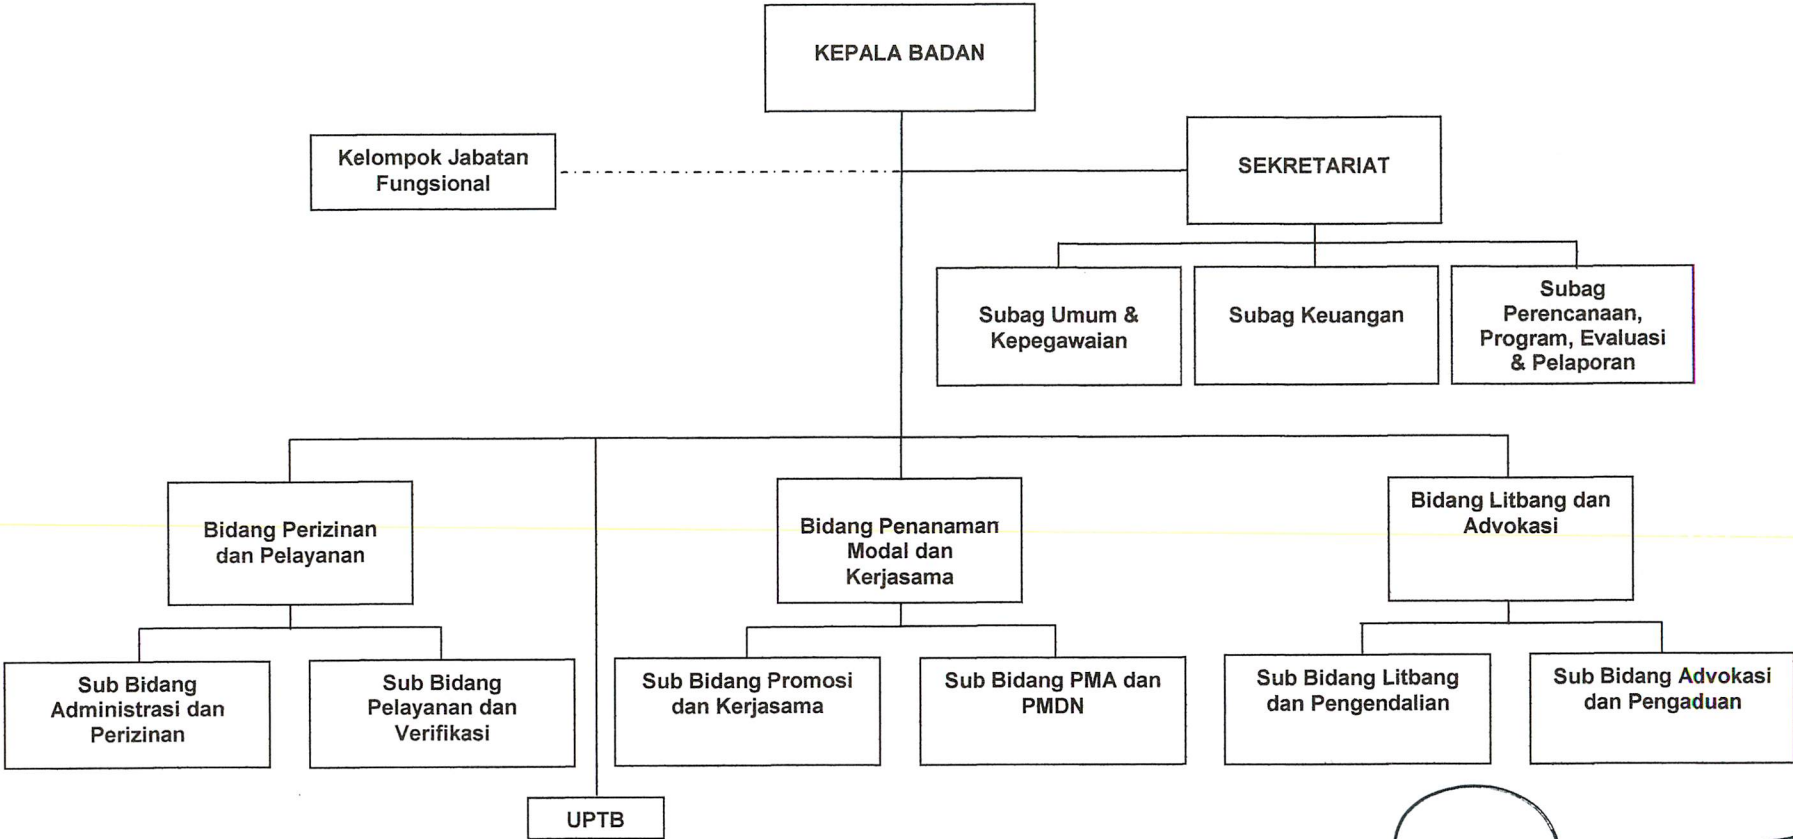 KEPALA BADAN
Kelompok Jabatan
Fungsional
SEKRETARIAT
Subag Umum &
Kepegawaian
Subag Keuangan
Subag
Perencanaan,
Program, Evaluasi
& Pelaporan
Bidang Perizinan
dan Pelayanan
Bidang Penanaman
Modal dan
Kerjasama
Bidang Litbang dan
Advokasi
Sub Bidang
Administrasi dan
Perizinan
Sub Bidang
Pelayanan dan
Verifikasi
Sub Bidang Promosi
dan Kerjasama
Sub Bidang PMA dan
PMDN
Sub Bidang Litbang
dan Pengendalian
Sub Bidang Advokasi
dan Pengaduan
UPTB